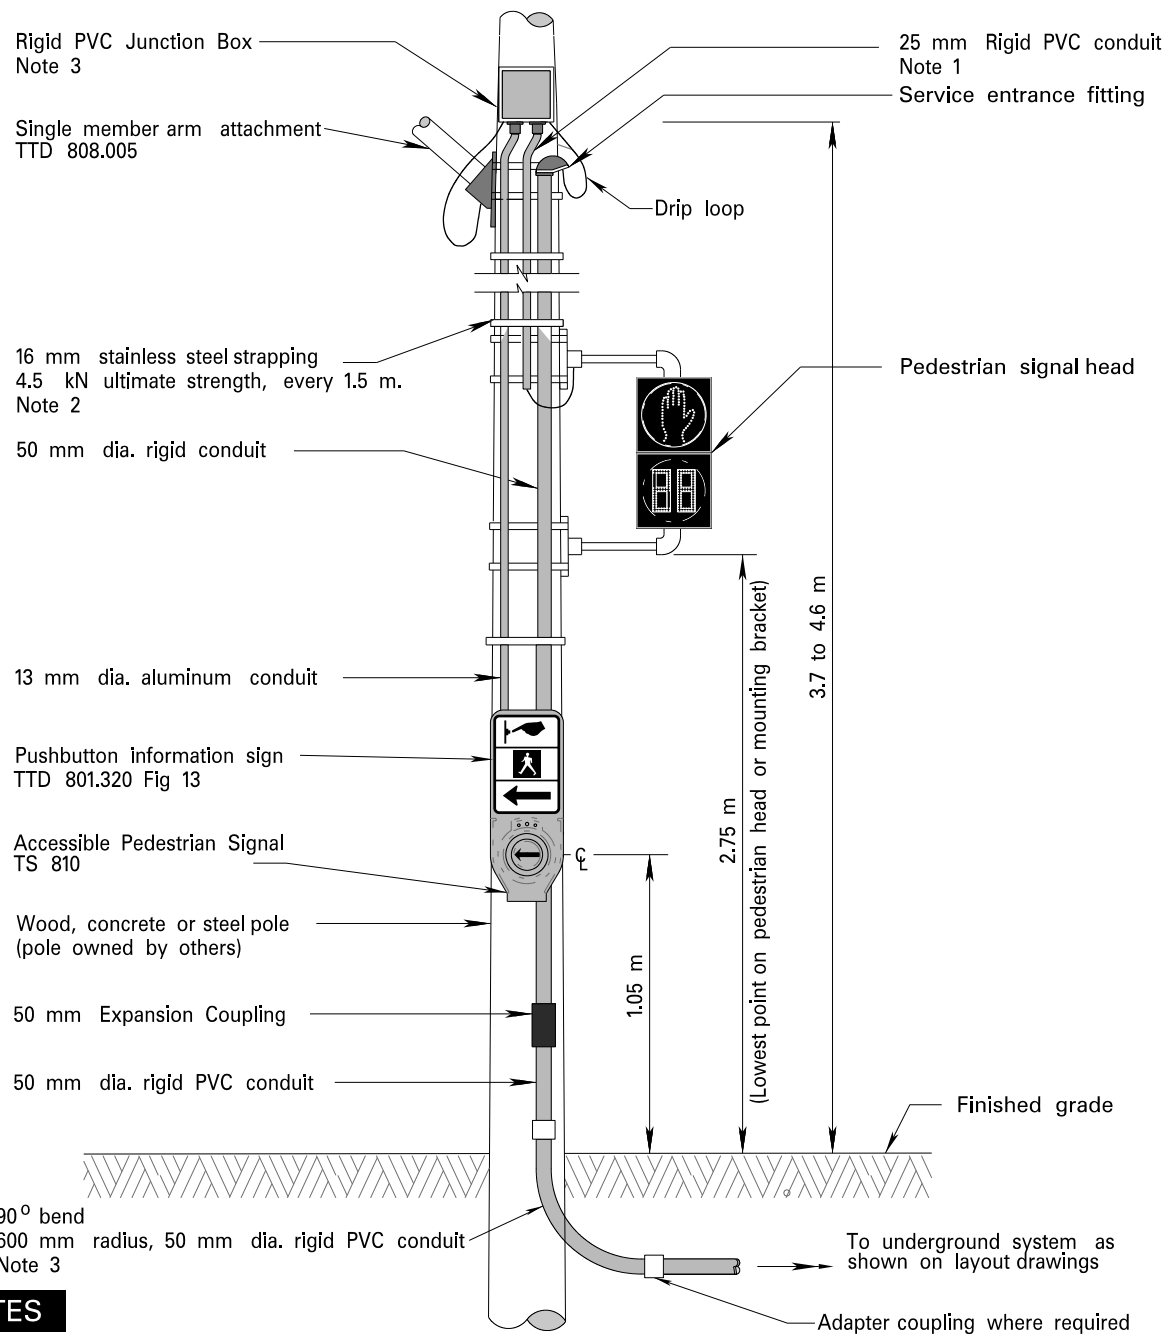 Rigid PVC Junction Box
Note 3
25 mm Rigid PVC conduit
Note 1
Service entrance fitting
Single member arm attachment
TTD 808.005
Drip loop
16 mm stainless steel strapping
4.5 kN ultimate strength, every 1.5 m.
Note 2
Pedestrian signal head
50 mm dia. rigid conduit
88
3.7 to 4.6 m
2.75 m
(Lowest point on pedestrian head or mounting bracket)
13 mm dia. aluminum conduit
Pushbutton information sign
TTD 801.320 Fig 13
Accessible Pedestrian Signal
TS 810
CL
1.05 m
Wood, concrete or steel pole
(pole owned by others)
50 mm Expansion Coupling
50 mm dia. rigid PVC conduit
Finished grade
90° bend
600 mm radius, 50 mm dia. rigid PVC conduit
Note 3
To underground system as
shown on layout drawings
Adapter coupling where required
TES